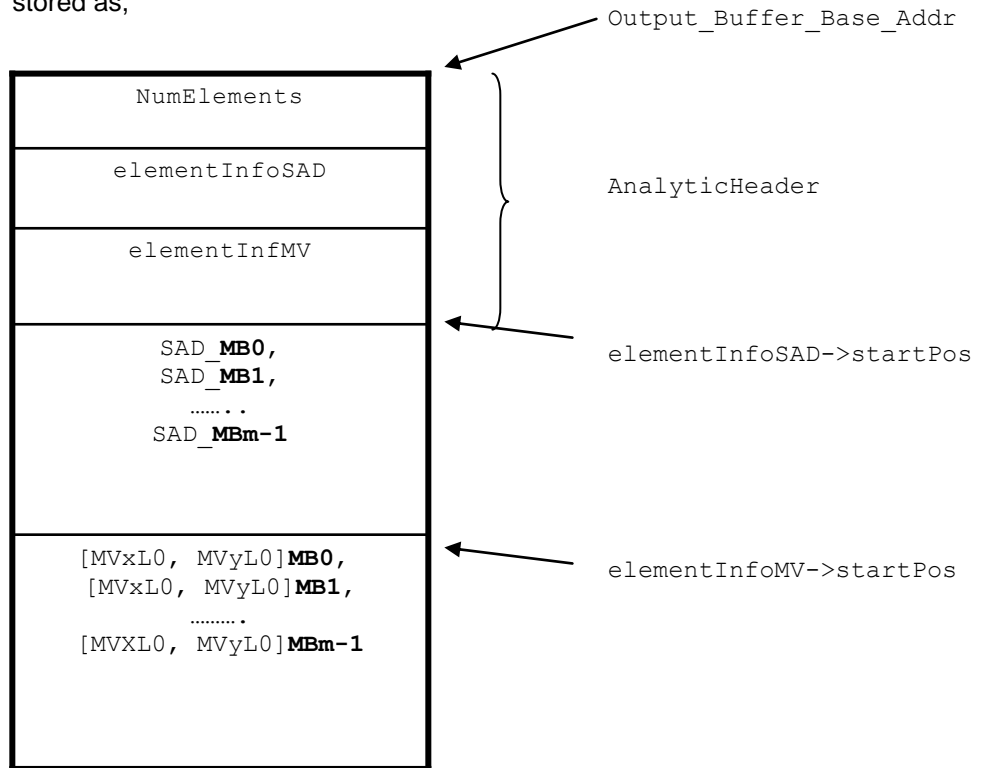 stored as,
Output_Buffer_Base_Addr
NumElements
elementInfoSAD
AnalyticHeader
elementInfMV
elementInfoSAD->startPos
SAD_MB0,
SAD_MB1,
……..
SAD_MBm-1
elementInfoMV->startPos
[MVxL0, MVyL0]MB0,
[MVxL0, MVyL0]MB1,
……….
[MVXL0, MVyL0]MBm-1